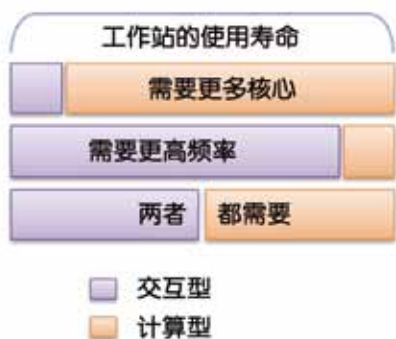 工作站的使用寿命
需要更多核心
需要更高频率
两者 都需要
交互型
计算型